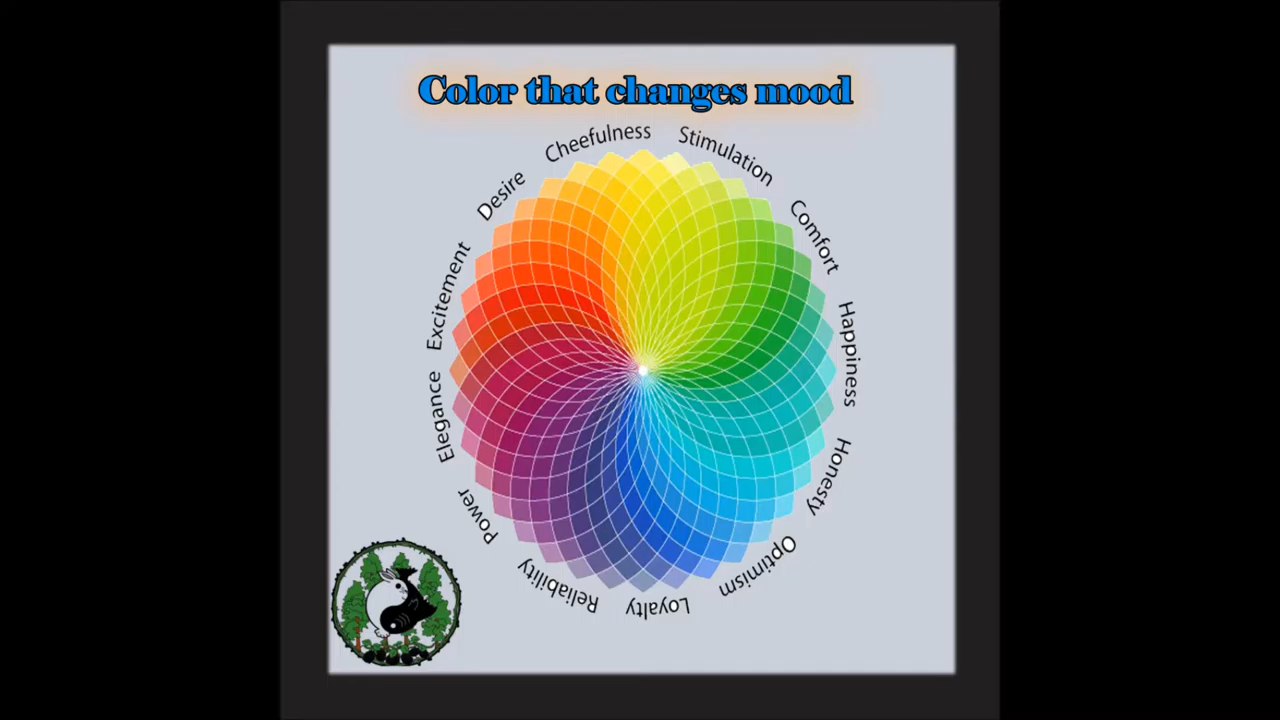 Color that changes mood
Cheefulness
Stimulation
Comfort
Happiness
Honesty
Optimism
Loyalty
Reliability
Power
Elegance
Excitement
Desire